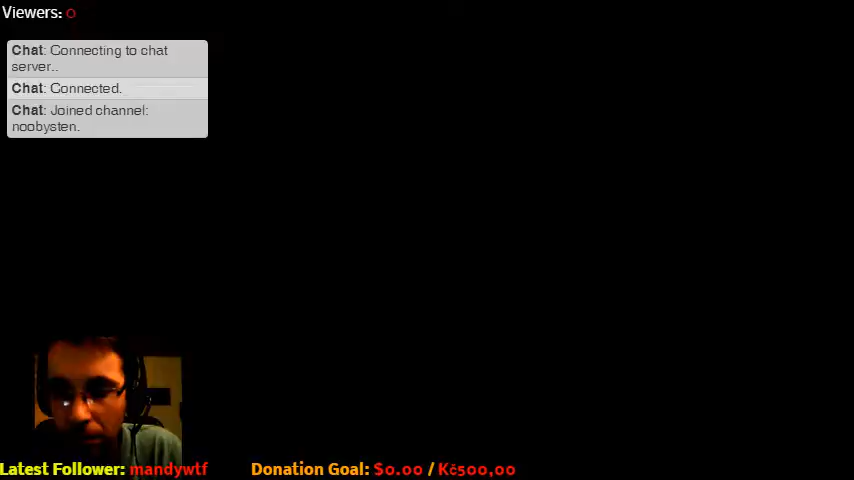 Viewers: 0
Chat: Connecting to chat
server..
Chat: Connected.
Chat: Joined channel:
noobysten.
Latest Follower: mandywtf
Donation Goal: $0.00 / Kč500,00